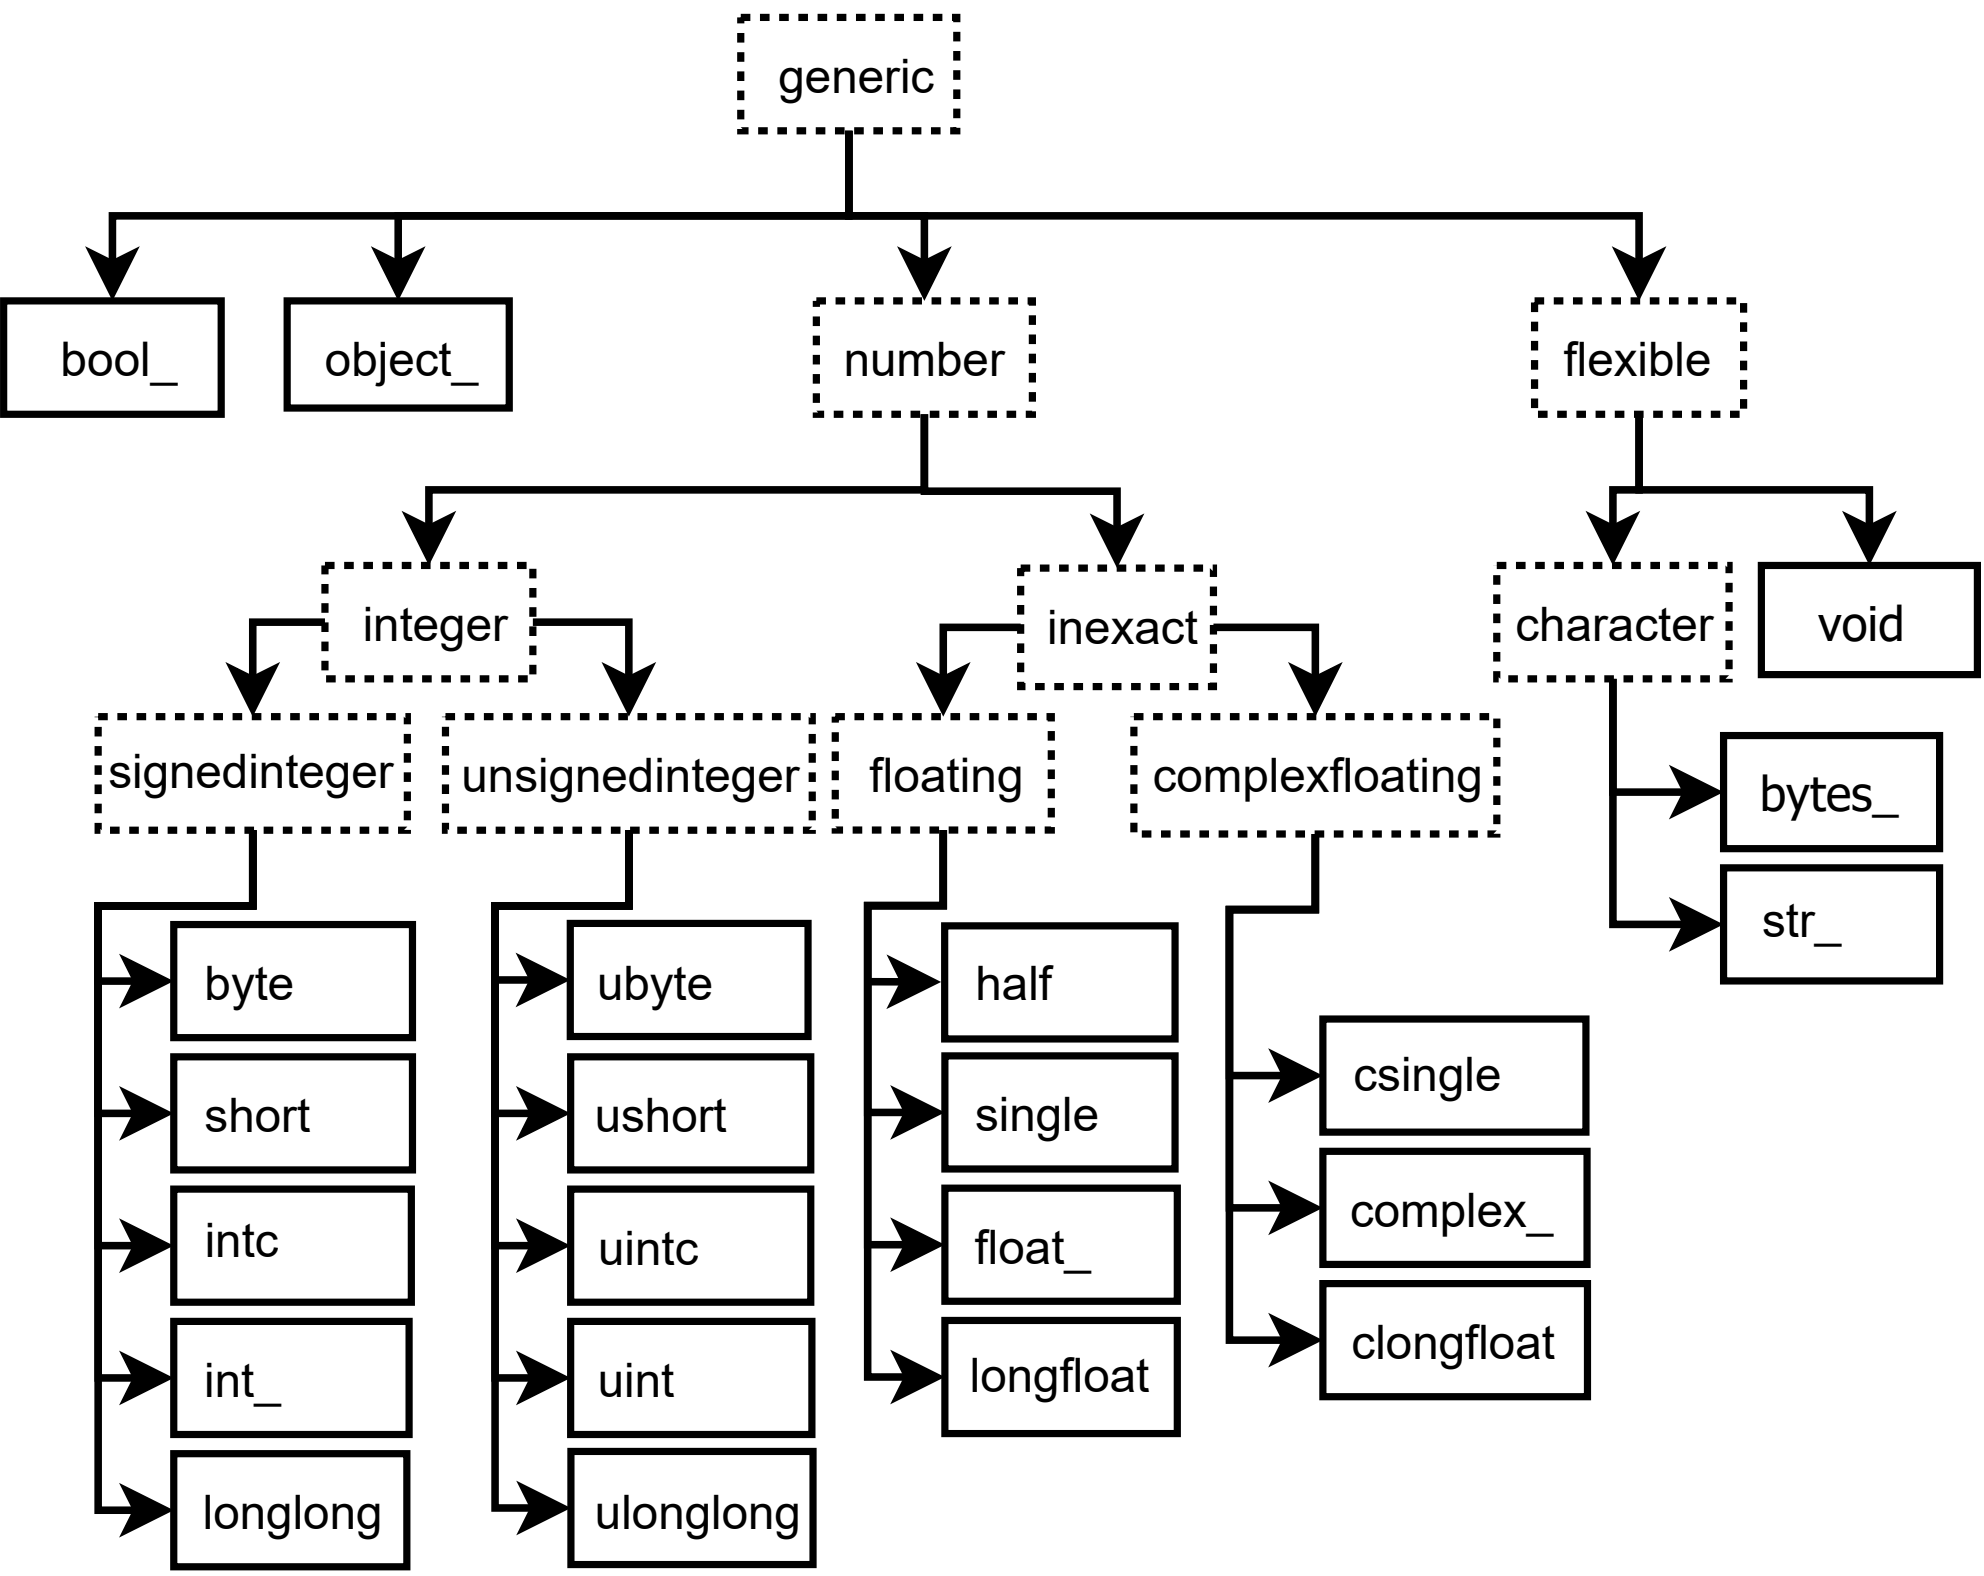 generic
bool_
object_
number
flexible
integer
inexact
character
void
signedinteger
unsignedinteger
floating
complexfloating
bytes_
str_
byte
ubyte
half
short
ushort
single
csingle
intc
uintc
float_
complex_
int_
uint
longfloat
clongfloat
longlong
ulonglong